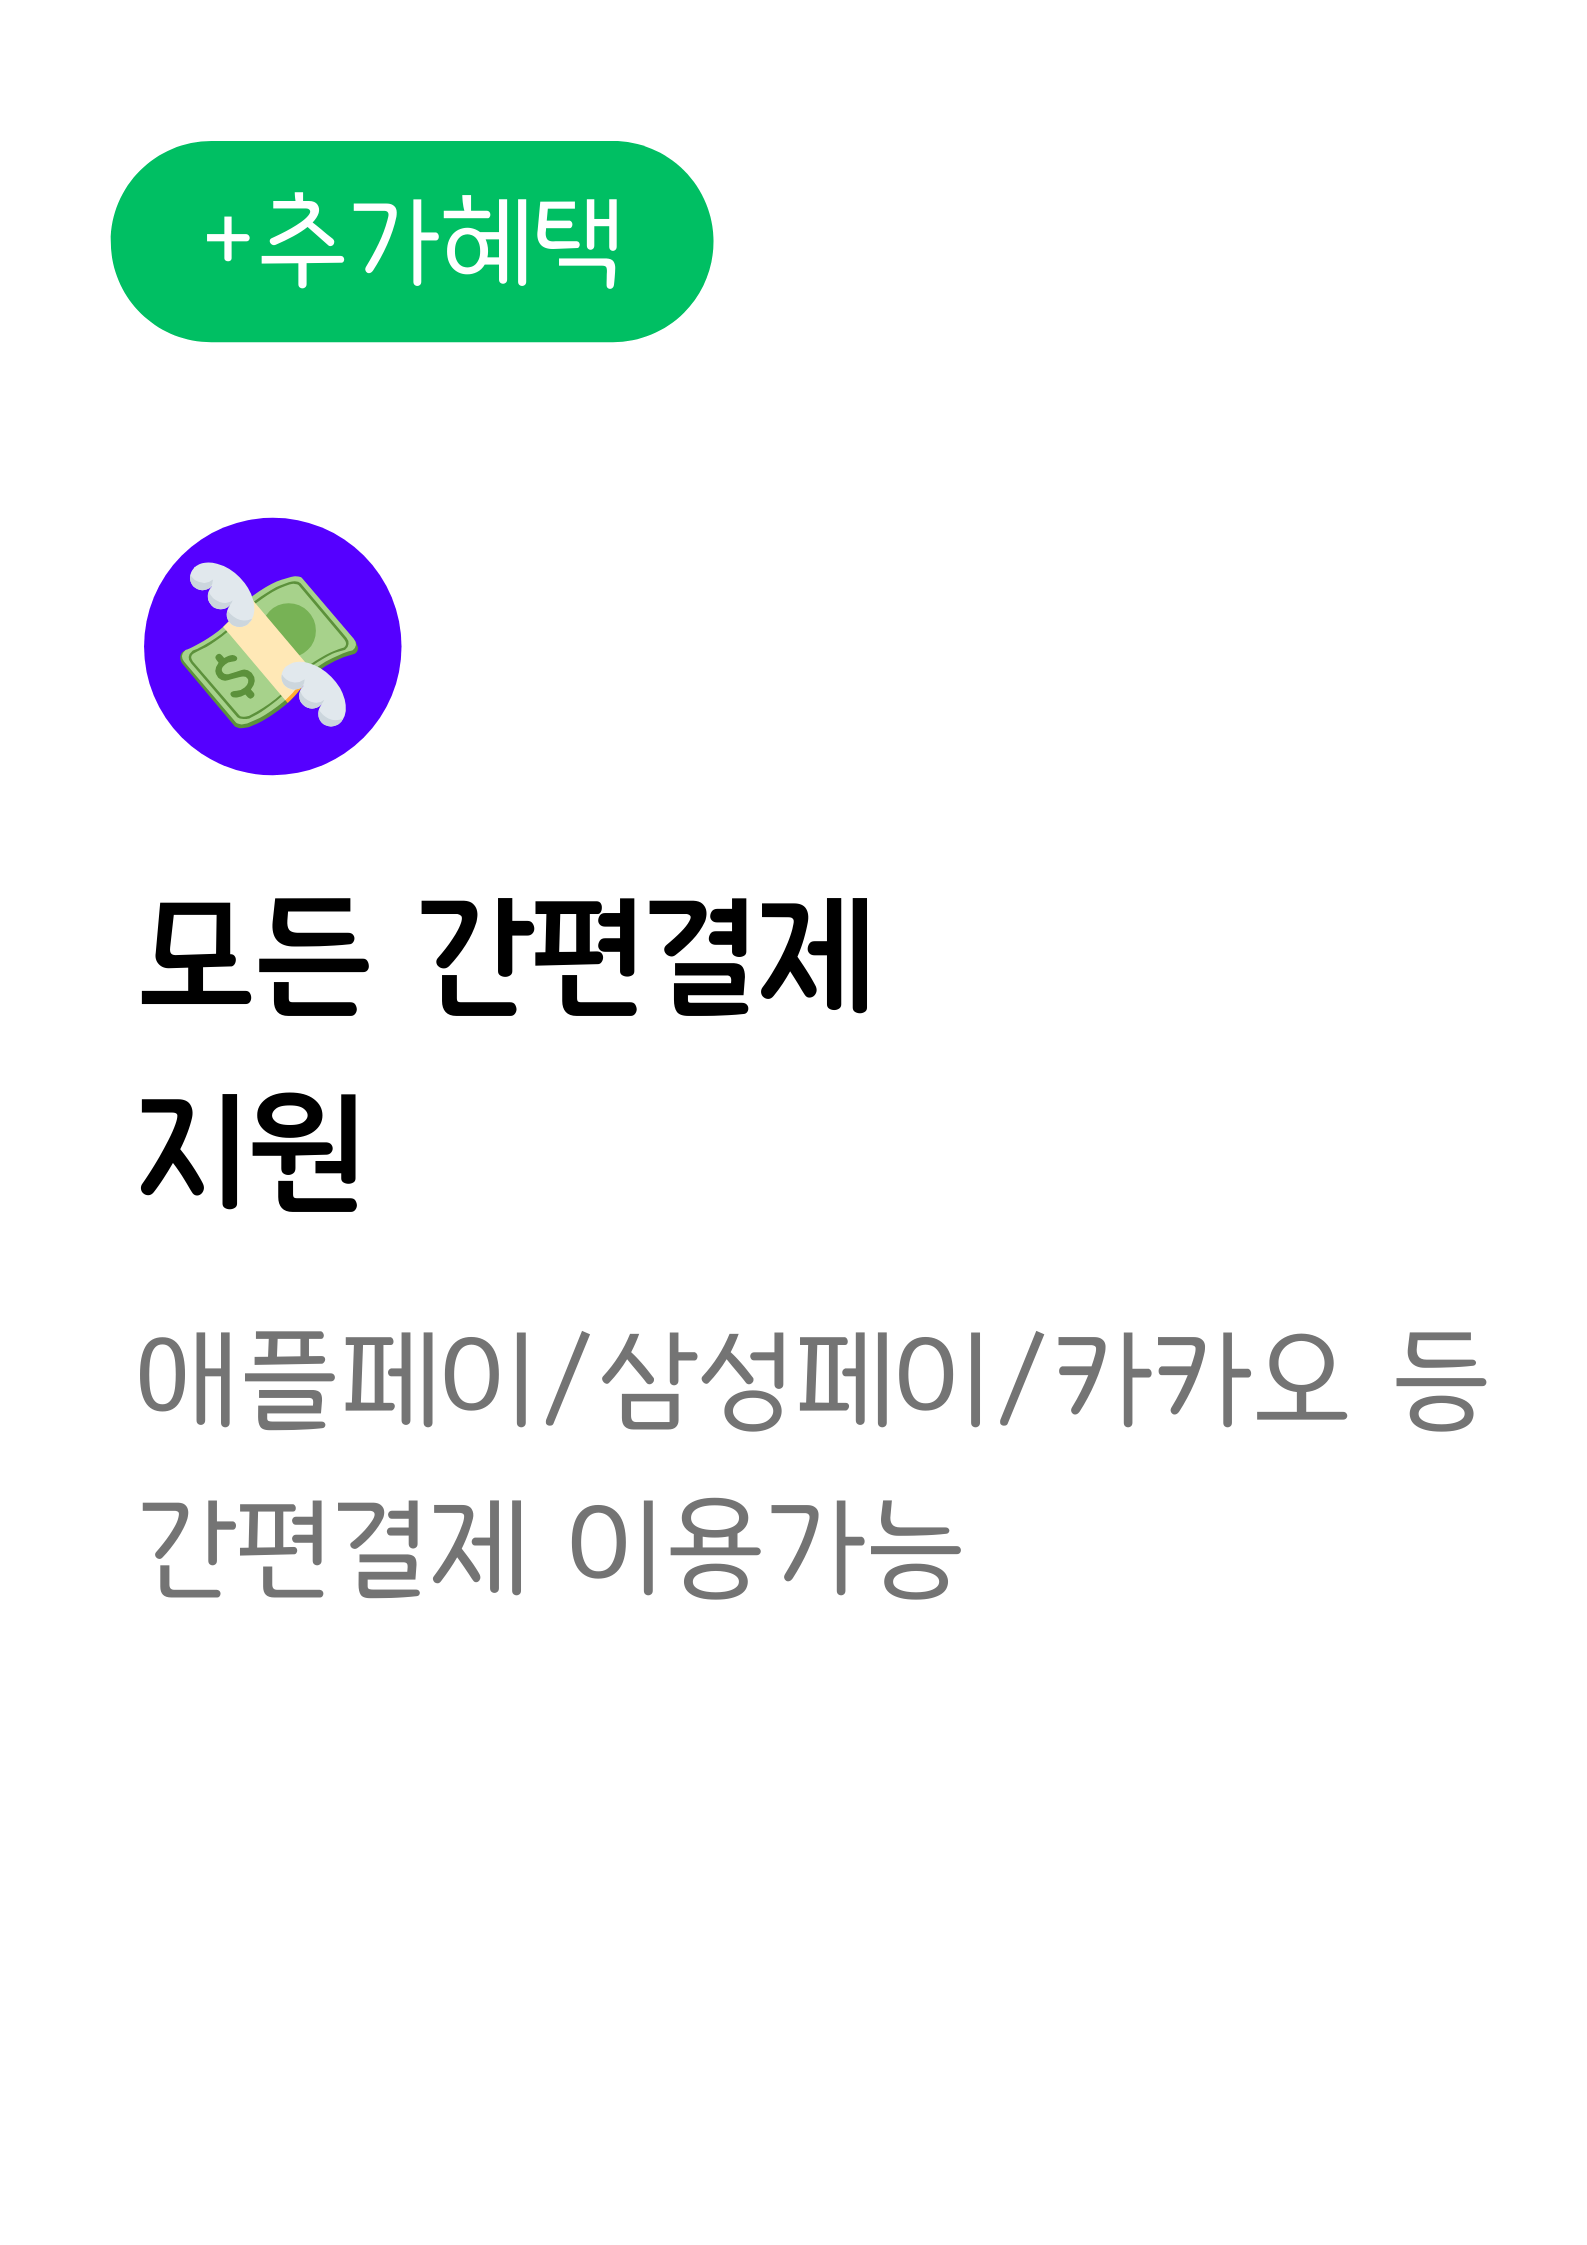 +추가혜택
모든 간편결제
지원
애플페이/삼성페이/카카오 등
간편결제 이용가능